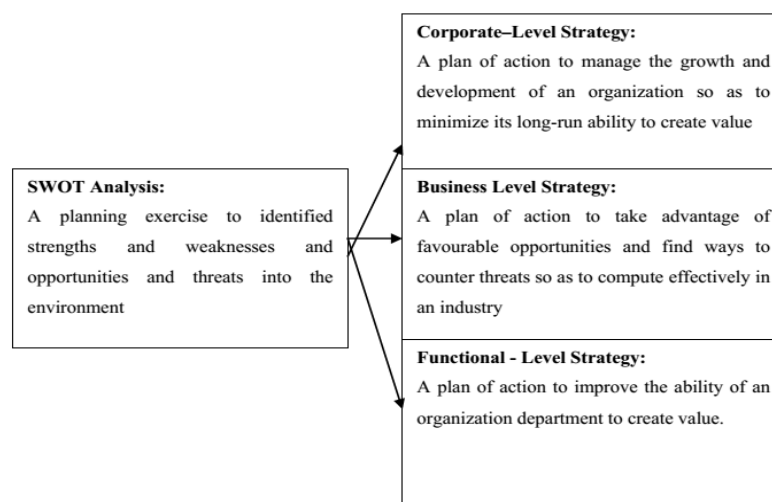 SWOT Analysis:
A planning exercise to identified
strengths and weaknesses and
opportunities and threats into the
environment
Corporate–Level Strategy:
A plan of action to manage the growth and
development of an organization so as to
minimize its long-run ability to create value
Business Level Strategy:
A plan of action to take advantage of
favourable opportunities and find ways to
counter threats so as to compute effectively in
an industry
Functional - Level Strategy:
A plan of action to improve the ability of an
organization department to create value.